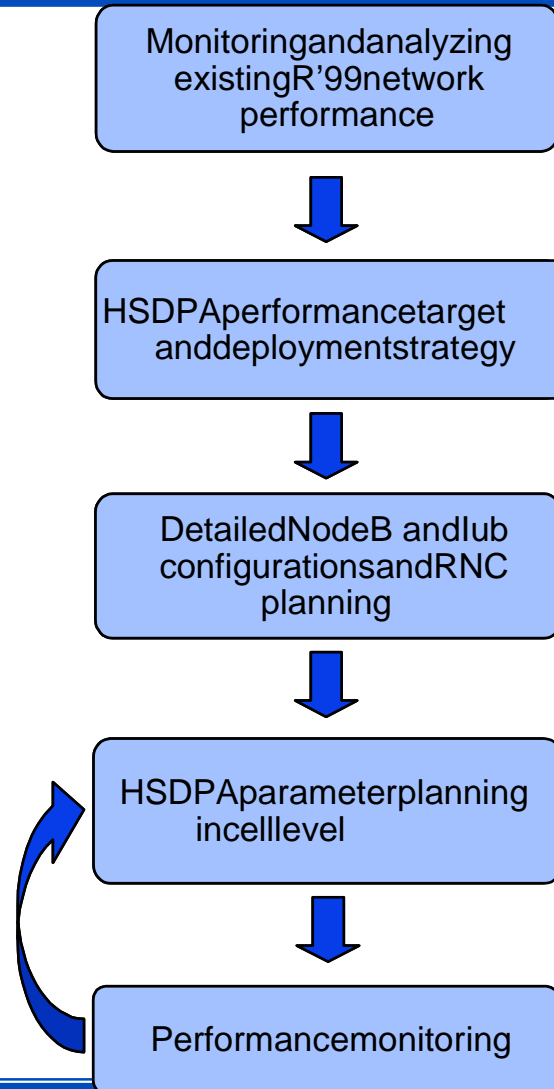 Monitoringandanalyzing
existingR’99network
performance
HSDPAperformancetarget
anddeploymentstrategy
DetailedNodeB andIub
configurationsandRNC
planning
HSDPAparameterplanning
incelllevel
Performancemonitoring